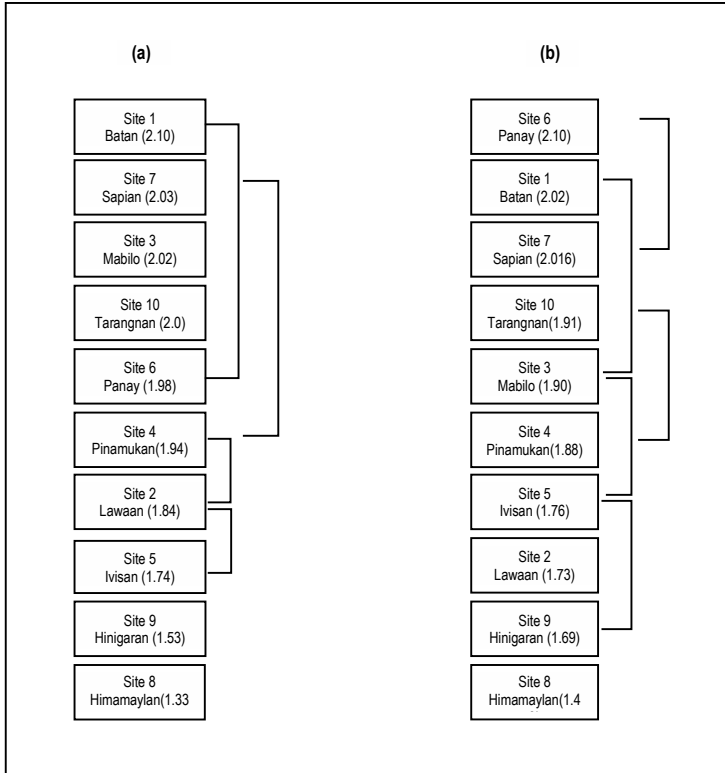 (a)
Site 1
Batan (2.10)
Site 7
Sapian (2.03)
Site 3
Mabilo (2.02)
Site 10
Tarangnan (2.0)
Site 6
Panay (1.98)
Site 4
Pinamukan(1.94)
Site 2
Lawaan (1.84)
Site 5
Ivisan (1.74)
Site 9
Hinigaran (1.53)
Site 8
Himamaylan(1.33
(b)
Site 6
Panay (2.10)
Site 1
Batan (2.02)
Site 7
Sapian (2.016)
Site 10
Tarangnan(1.91)
Site 3
Mabilo (1.90)
Site 4
Pinamukan(1.88)
Site 5
Ivisan (1.76)
Site 2
Lawaan (1.73)
Site 9
Hinigaran (1.69)
Site 8
Himamaylan(1.4